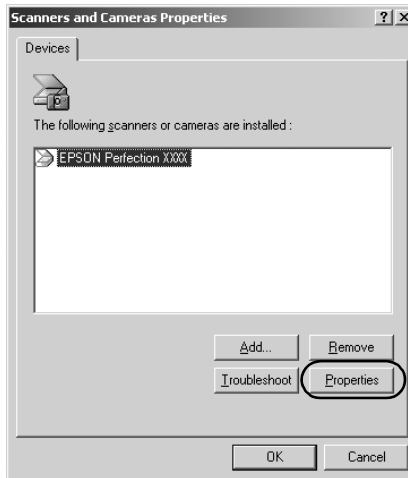 Scanners and Cameras Properties
Devices
The following scanners or cameras are installed :
EPSON Perfection XXXX
Add... Remove
Troubleshoot Properties
OK Cancel